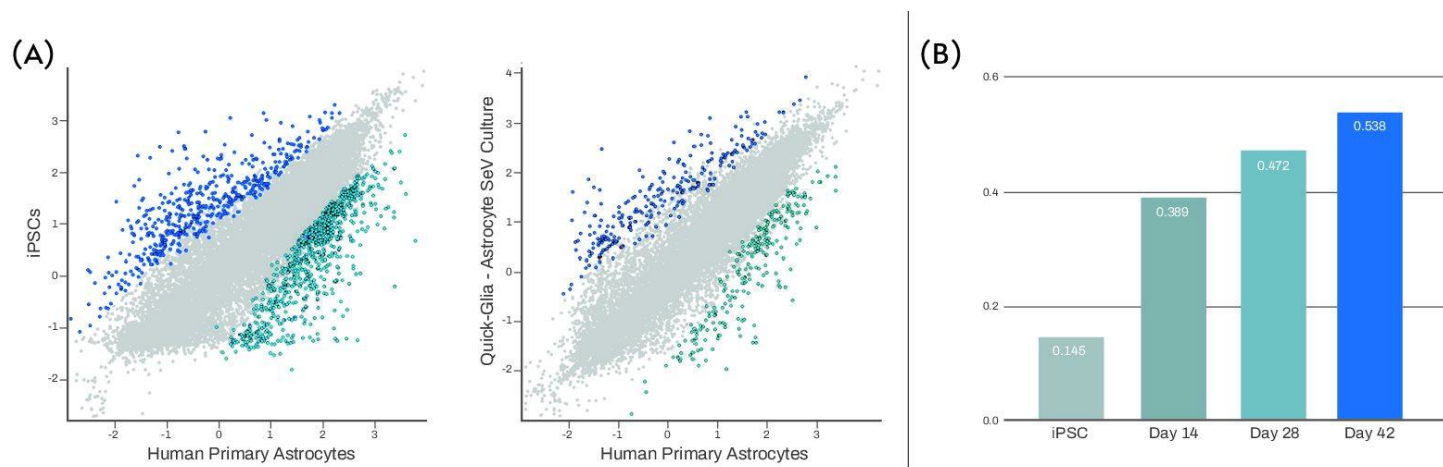 (A)
iPSCs
3
2
1
0
-1
-2
-2 -1 0 1 2 3
Human Primary Astrocytes
Quick-Glia - Astrocyte SeV Culture
4
3
2
1
0
-1
-2
-2 -1 0 1 2 3
Human Primary Astrocytes
(B)
0.6
0.4
0.2
0.0
0.145
0.389
0.472
0.538
iPSC Day 14 Day 28 Day 42